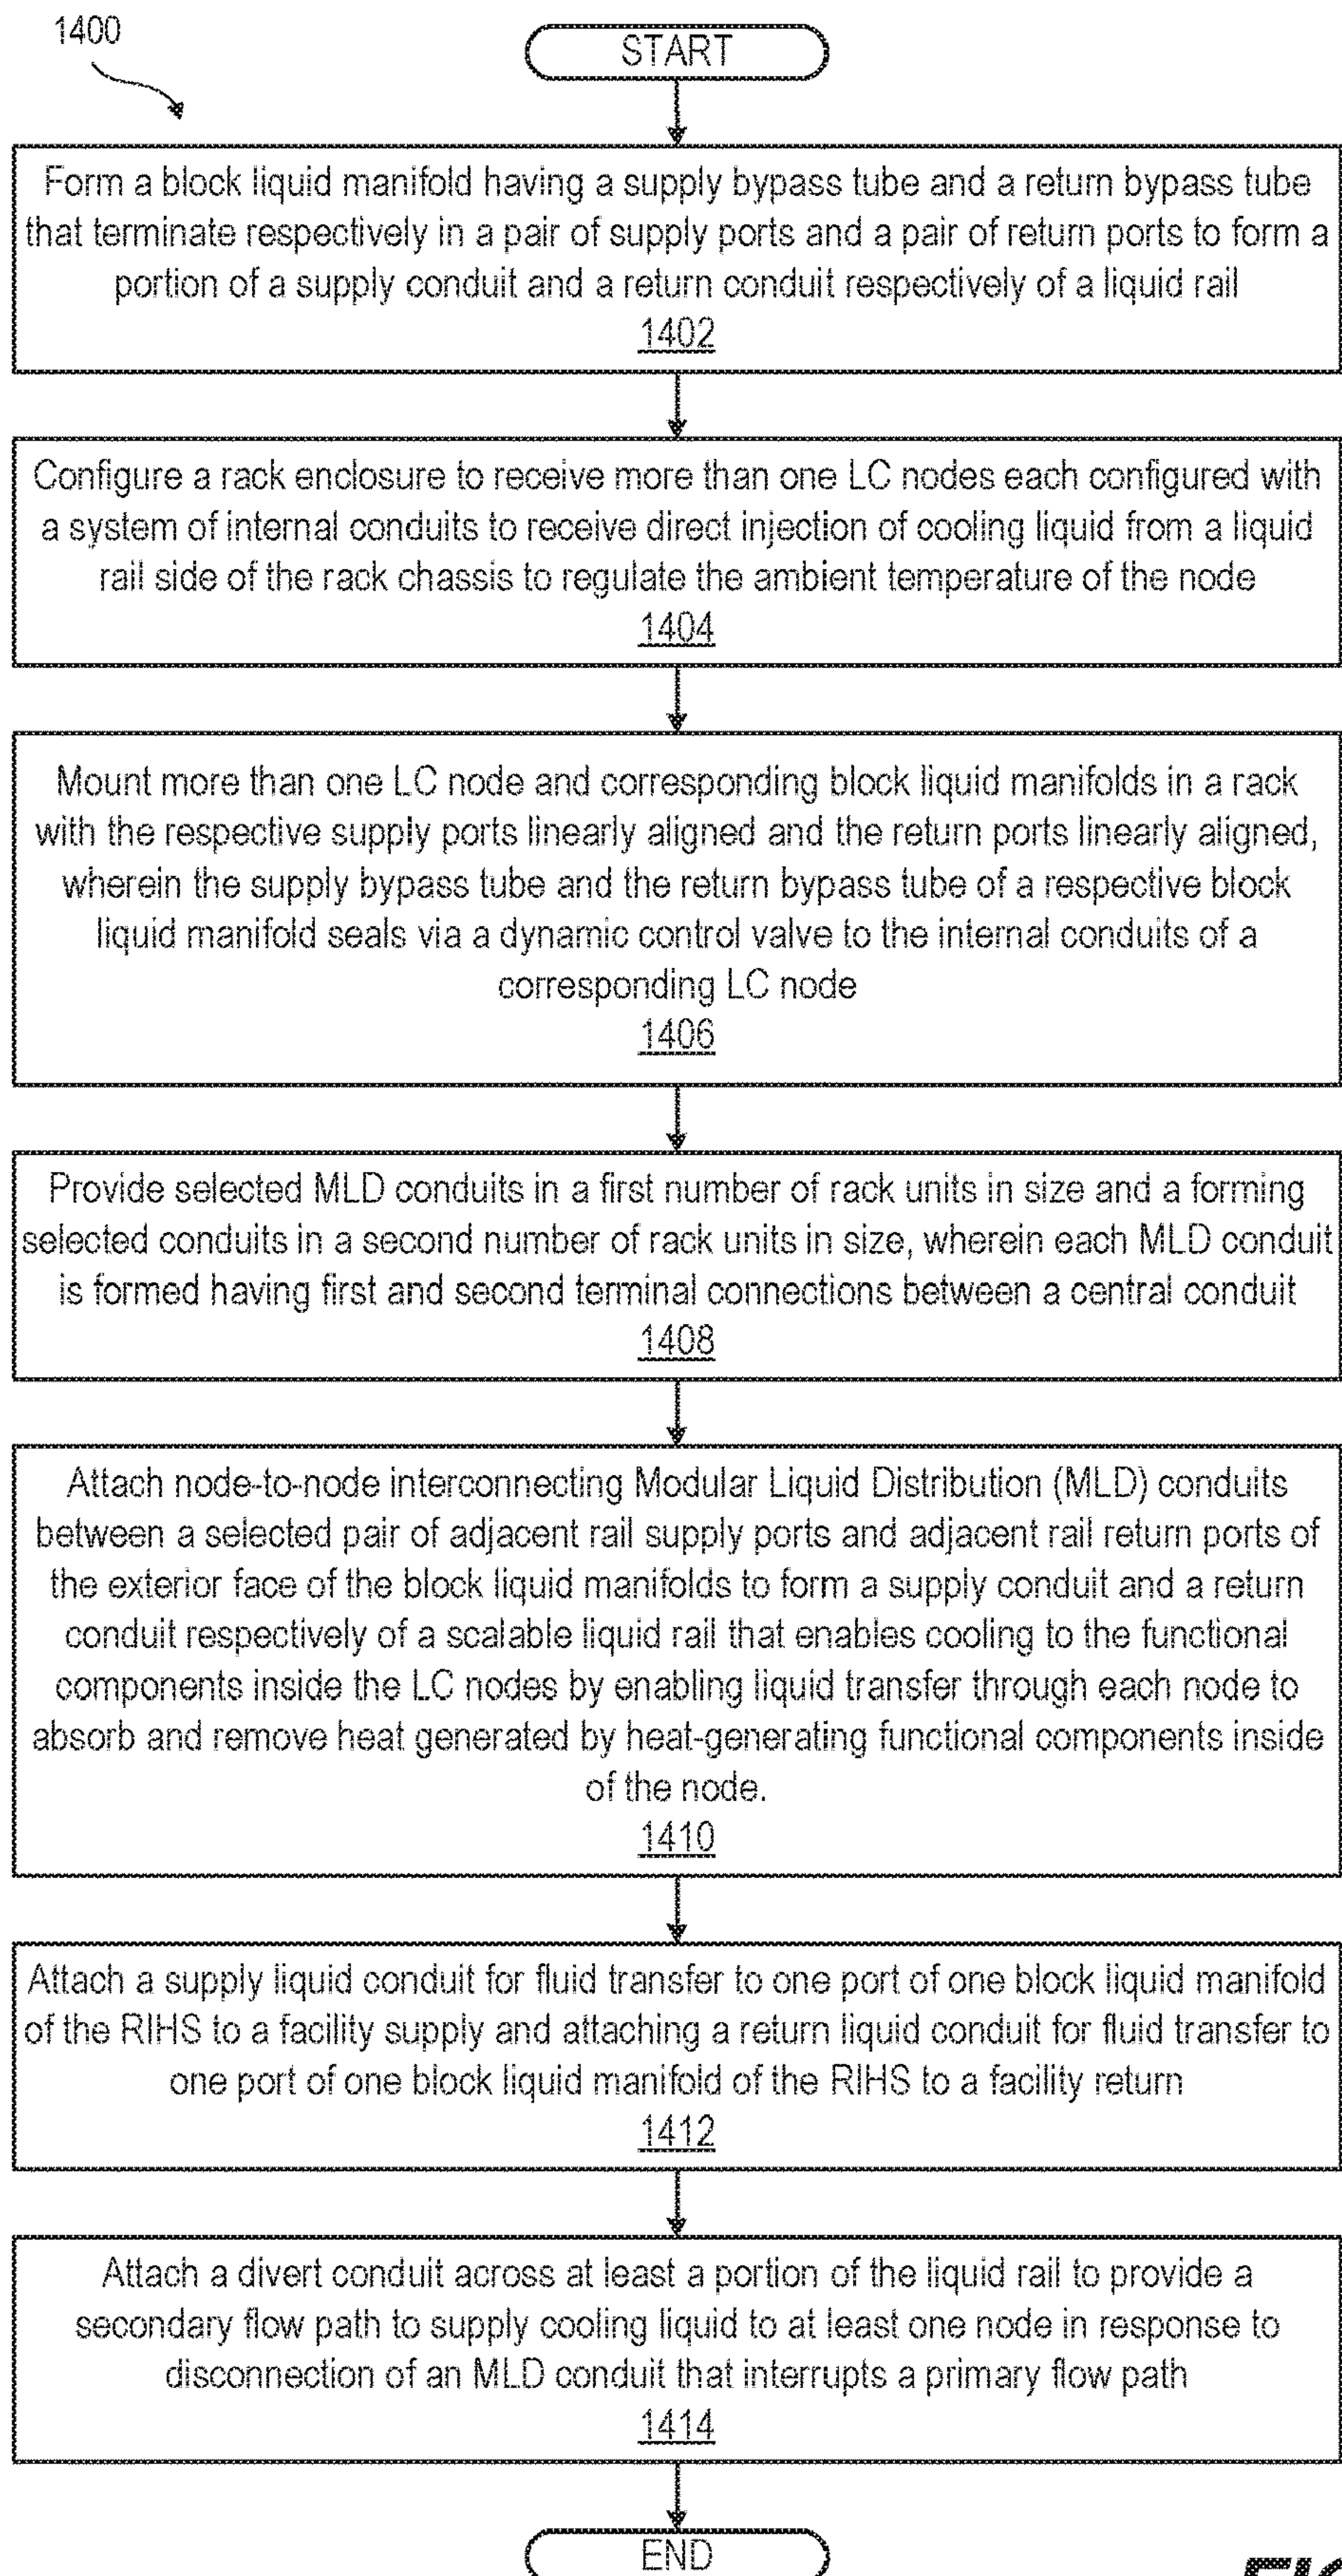 1400
START
Form a block liquid manifold having a supply bypass tube and a return bypass tube
that terminate respectively in a pair of supply ports and a pair of return ports to form a
portion of a supply conduit and a return conduit respectively of a liquid rail
1402
Configure a rack enclosure to receive more than one LC nodes each configured with
a system of internal conduits to receive direct injection of cooling liquid from a liquid
rail side of the rack chassis to regulate the ambient temperature of the node
1404
Mount more than one LC node and corresponding block liquid manifolds in a rack
with the respective supply ports linearly aligned and the return ports linearly aligned,
wherein the supply bypass tube and the return bypass tube of a respective block
liquid manifold seals via a dynamic control valve to the internal conduits of a
corresponding LC node
1406
Provide selected MLD conduits in a first number of rack units in size and a forming
selected conduits in a second number of rack units in size, wherein each MLD conduit
is formed having first and second terminal connections between a central conduit
1408
Attach node-to-node interconnecting Modular Liquid Distribution (MLD) conduits
between a selected pair of adjacent rail supply ports and adjacent rail return ports of
the exterior face of the block liquid manifolds to form a supply conduit and a return
conduit respectively of a scalable liquid rail that enables cooling to the functional
components inside the LC nodes by enabling liquid transfer through each node to
absorb and remove heat generated by heat-generating functional components inside
of the node.
1410
Attach a supply liquid conduit for fluid transfer to one port of one block liquid manifold
of the RIHS to a facility supply and attaching a return liquid conduit for fluid transfer to
one port of one block liquid manifold of the RIHS to a facility return
1412
Attach a divert conduit across at least a portion of the liquid rail to provide a
secondary flow path to supply cooling liquid to at least one node in response to
disconnection of an MLD conduit that interrupts a primary flow path
1414
END